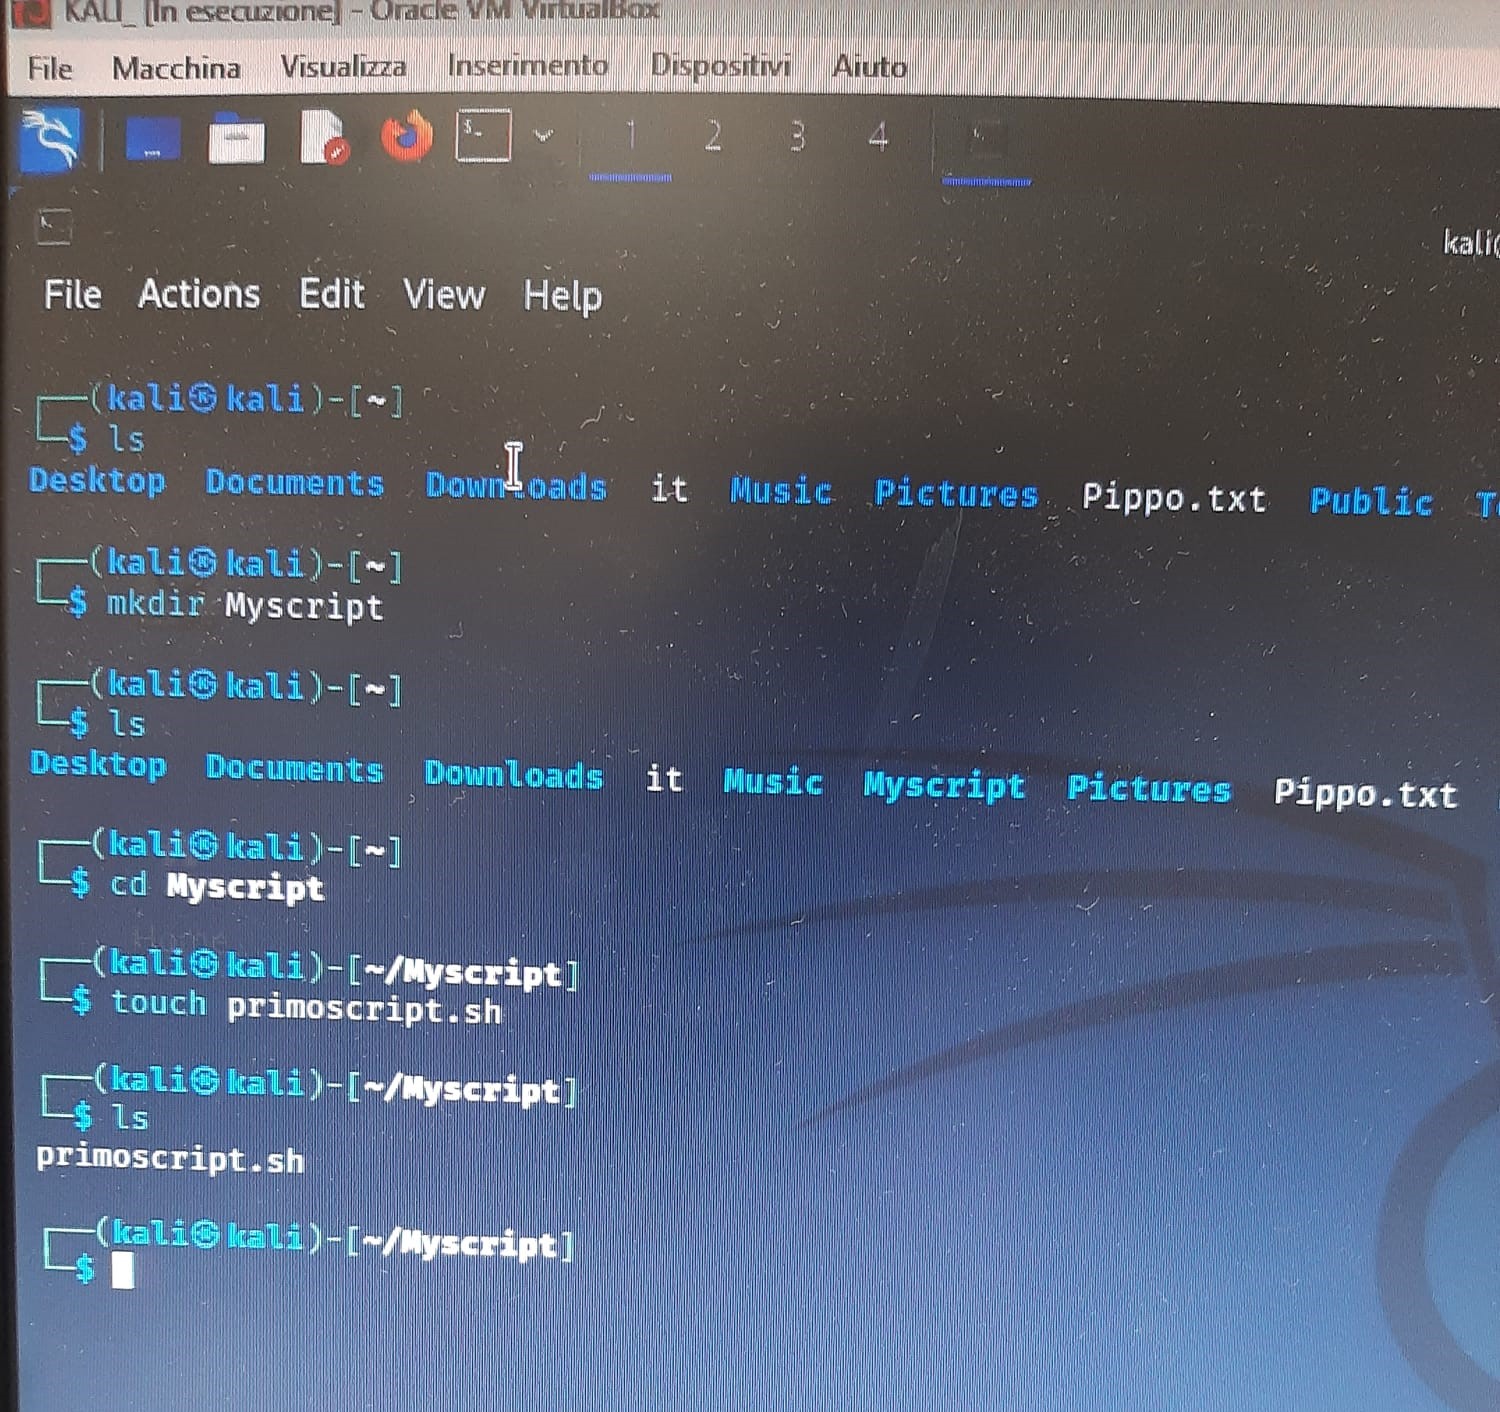 KALI_ [In esecuzione] - Oracle VM VirtualBox
File Macchina Visualizza Inserimento Dispositivi Aiuto
$_ 1 2 3 4
kali@
File Actions Edit View Help
(kali㉿kali)-[~]
$ ls
Desktop Documents Downloads it Music Pictures Pippo.txt Public
(kali㉿kali)-[~]
$ mkdir Myscript
(kali㉿kali)-[~]
$ ls
Desktop Documents Downloads it Music Myscript Pictures Pippo.txt
(kali㉿kali)-[~]
$ cd Myscript
(kali㉿kali)-[~/Myscript]
$ touch primoscript.sh
(kali㉿kali)-[~/Myscript]
$ ls
primoscript.sh
(kali㉿kali)-[~/Myscript]
$